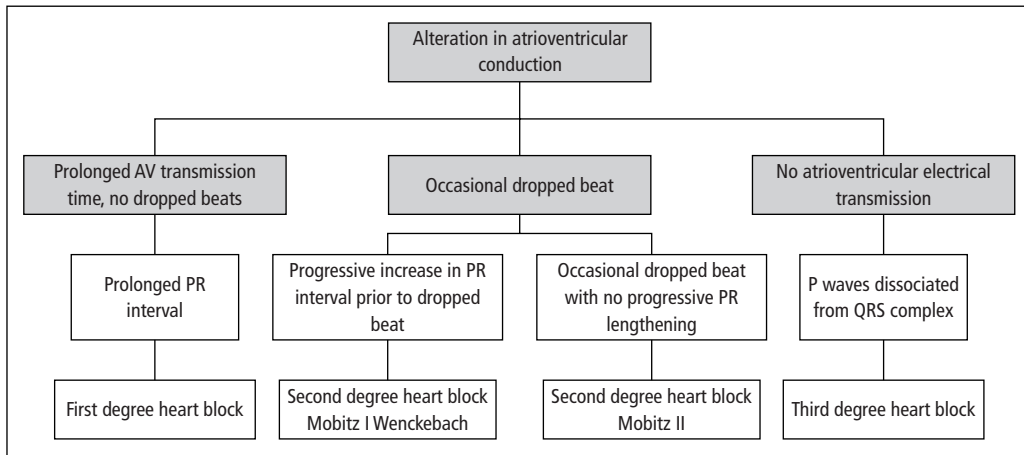 Alteration in atrioventricular
conduction
Prolonged AV transmission
time, no dropped beats
Occasional dropped beat
No atrioventricular electrical
transmission
Prolonged PR
interval
Progressive increase in PR
interval prior to dropped
beat
Occasional dropped beat
with no progressive PR
lengthening
P waves dissociated
from QRS complex
First degree heart block
Second degree heart block
Mobitz I Wenckebach
Second degree heart block
Mobitz II
Third degree heart block